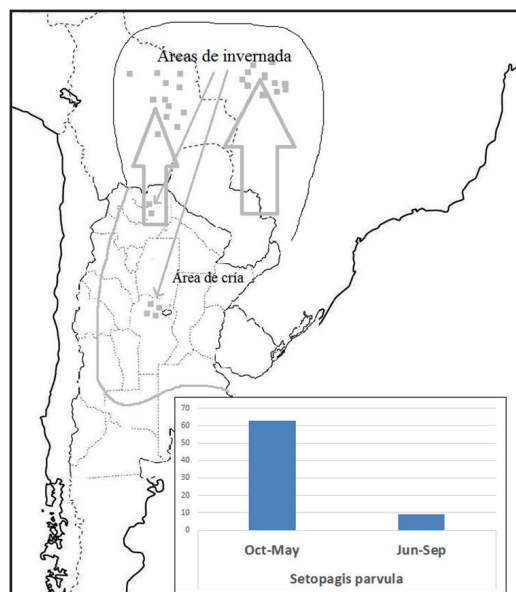 Áreas de invernada
Área de cría
70
60
50
40
30
20
10
0
Oct-May Jun-Sep
Setopagis parvula